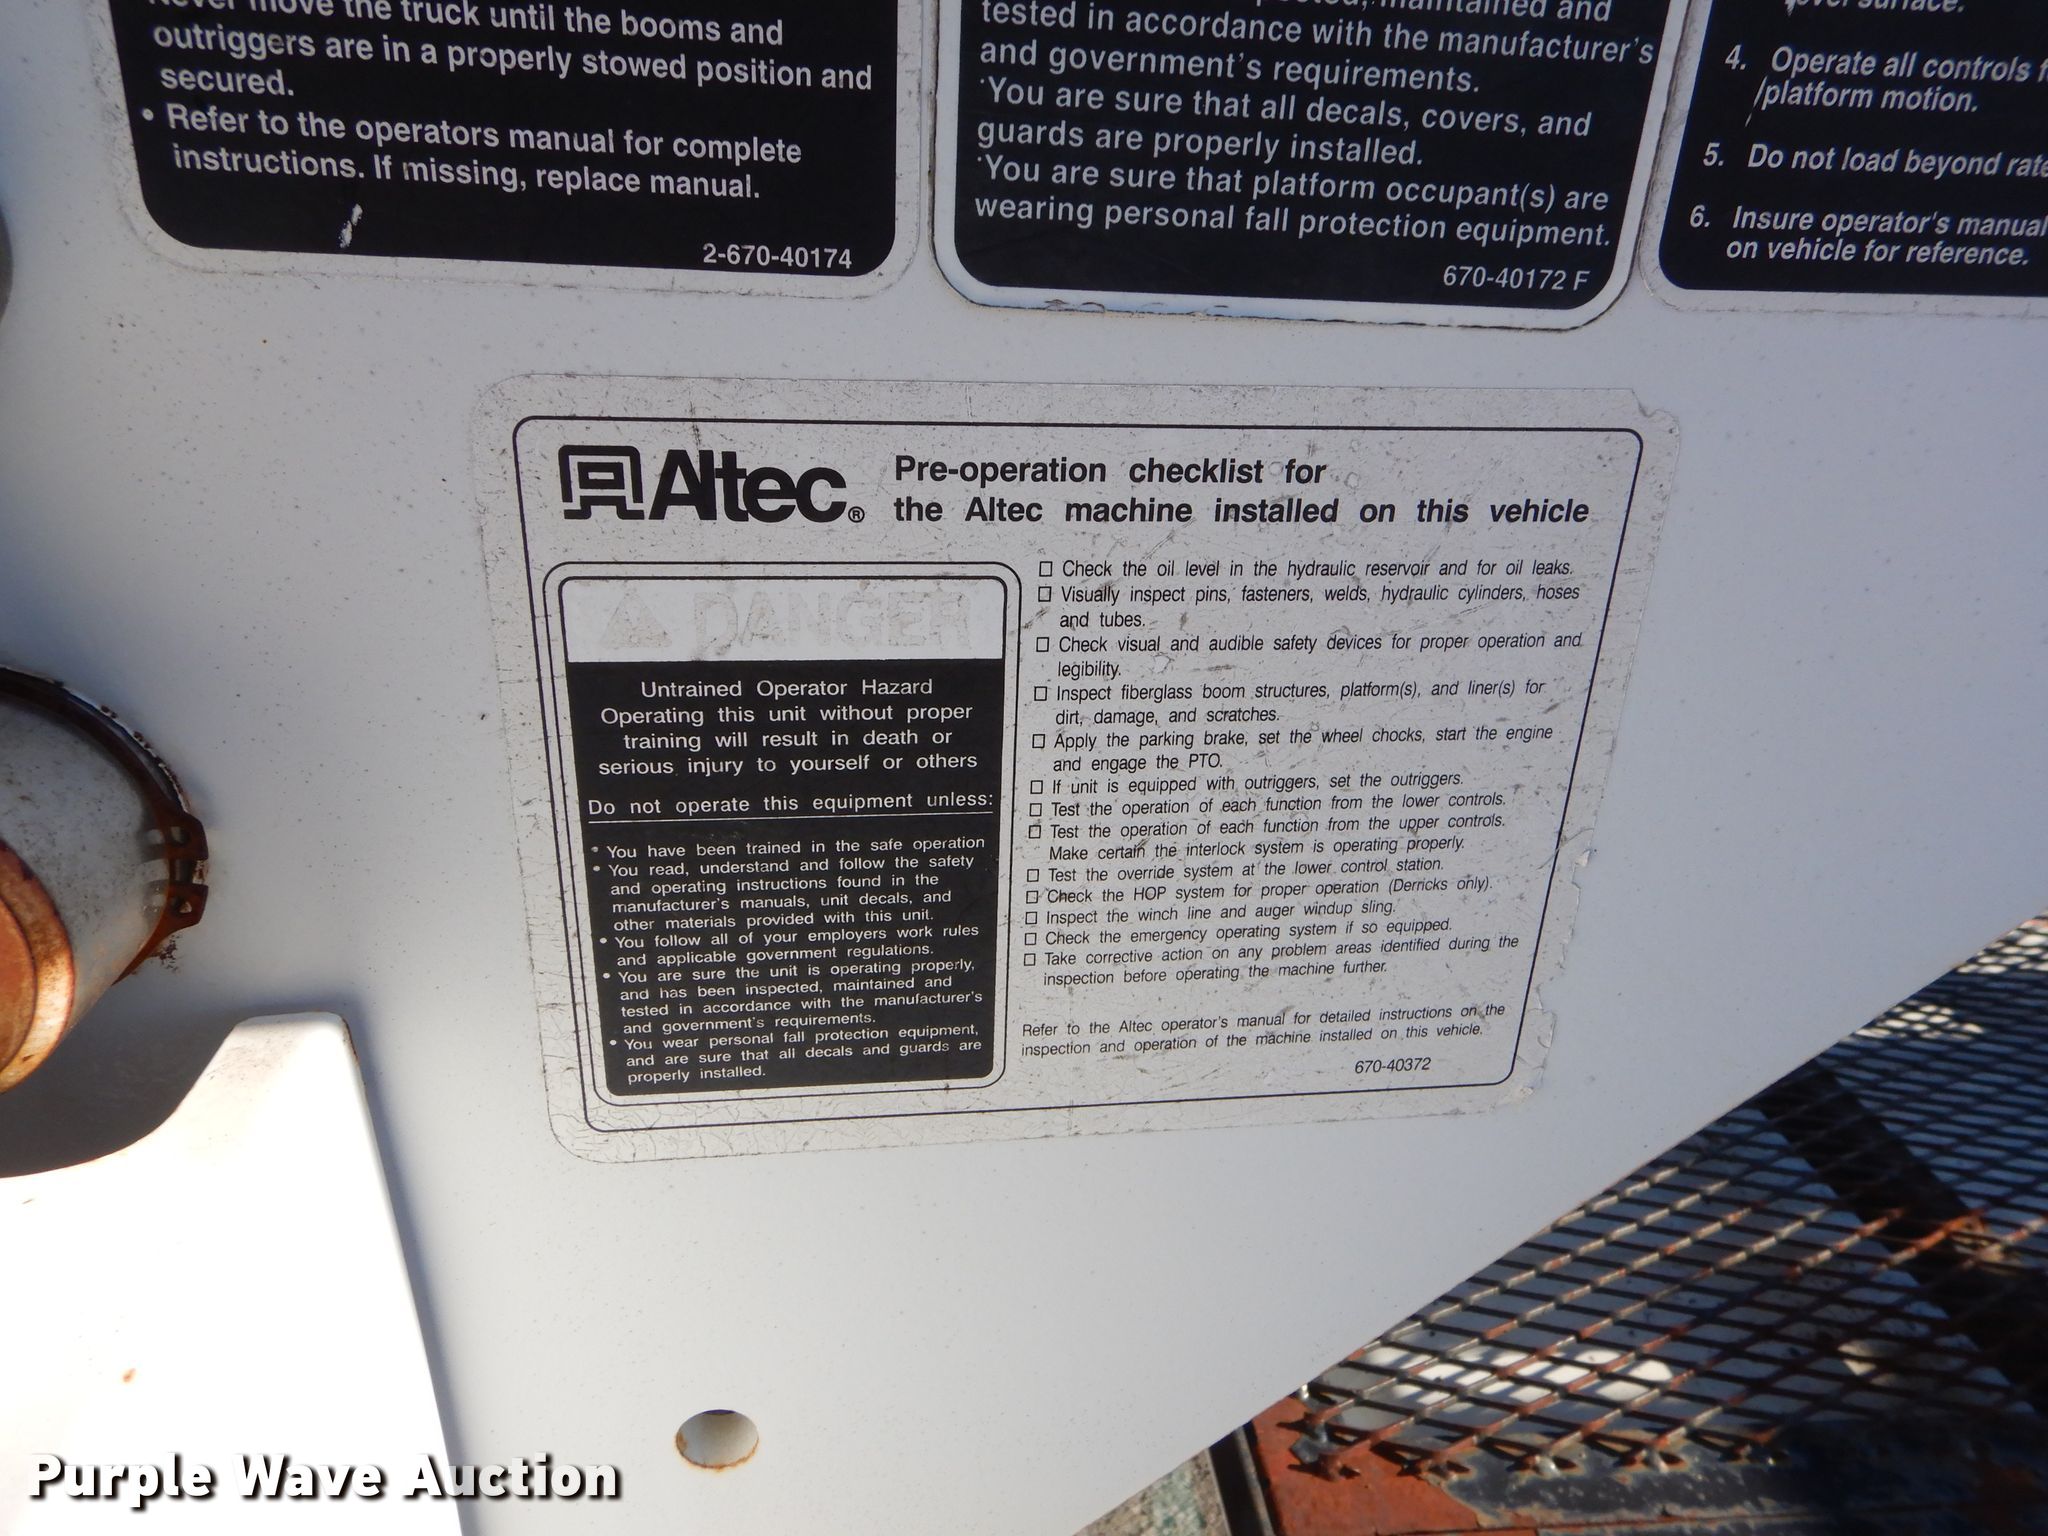 move the truck until the booms and
outriggers are in a properly stowed position and
secured.
• Refer to the operators manual for complete
instructions. If missing, replace manual.
2-670-40174
maintained and
tested in accordance with the manufacturer's
and government's requirements.
·You are sure that all decals, covers, and
guards are properly installed.
·You are sure that platform occupant(s) are
wearing personal fall protection equipment.
670-40172 F
surface.
4. Operate all controls
platform motion.
5. Do not load beyond
6. Insure operator's manual
on vehicle for reference.
Altec®
Pre-operation checklist for
the Altec machine installed on this vehicle
DANGER
Untrained Operator Hazard
Operating this unit without proper
training will result in death or
serious injury to yourself or others
Do not operate this equipment unless:
• You have been trained in the safe operation
• You read, understand and follow the safety
and operating instructions found in the
manufacturer's manuals, unit decals, and
other materials provided with this unit.
• You follow all of your employers work rules
and applicable government regulations.
• You are sure the unit is operating properly,
and has been inspected, maintained and
tested in accordance with the manufacturer's
and government's requirements.
• You wear personal fall protection equipment,
and are sure that all decals and guards are
properly installed.
☐ Check the oil level in the hydraulic reservoir and for oil leaks.
☐ Visually inspect pins, fasteners, welds, hydraulic cylinders, hoses
and tubes.
☐ Check visual and audible safety devices for proper operation and
legibility.
☐ Inspect fiberglass boom structures, platform(s), and liner(s) for
dirt, damage, and scratches.
☐ Apply the parking brake, set the wheel chocks, start the engine
and engage the PTO.
☐ If unit is equipped with outriggers, set the outriggers.
☐ Test the operation of each function from the lower controls.
☐ Test the operation of each function from the upper controls.
Make certain the interlock system is operating properly.
☐ Test the override system at the lower control station.
☐ Check the HOP system for proper operation (Derricks only).
☐ Inspect the winch line and auger windup sling.
☐ Check the emergency operating system if so equipped.
☐ Take corrective action on any problem areas identified during the
inspection before operating the machine further.
Refer to the Altec operator's manual for detailed instructions on the
inspection and operation of the machine installed on this vehicle.
670-40372
Purple Wave Auction